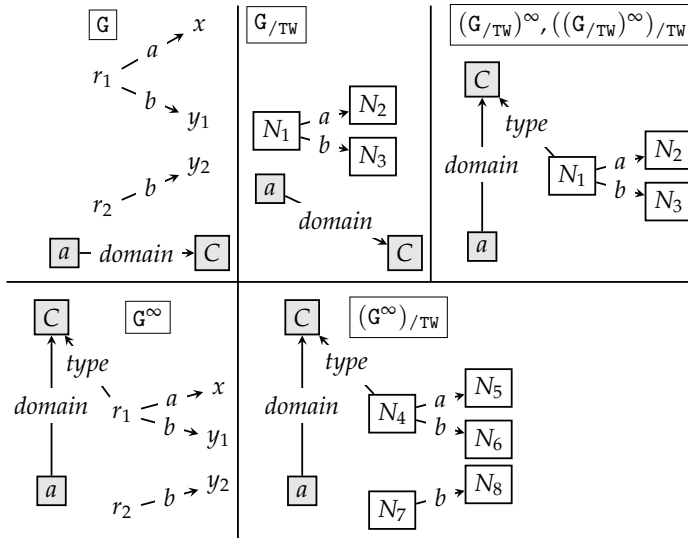 G
x
a
r₁
b
y₁
y₂
b
r₂
a domain C
G/TW
N₂
a
N₁
b
N₃
a
domain
C
(G/TW)^∞, ((G/TW)^∞)/TW
C
type
domain
N₂
a
N₁
b
N₃
a
G^∞
C
type
domain
x
a
r₁
b
y₁
a
y₂
b
r₂
(G^∞)/TW
C
type
domain
N₅
a
N₄
b
N₆
a
N₈
b
N₇